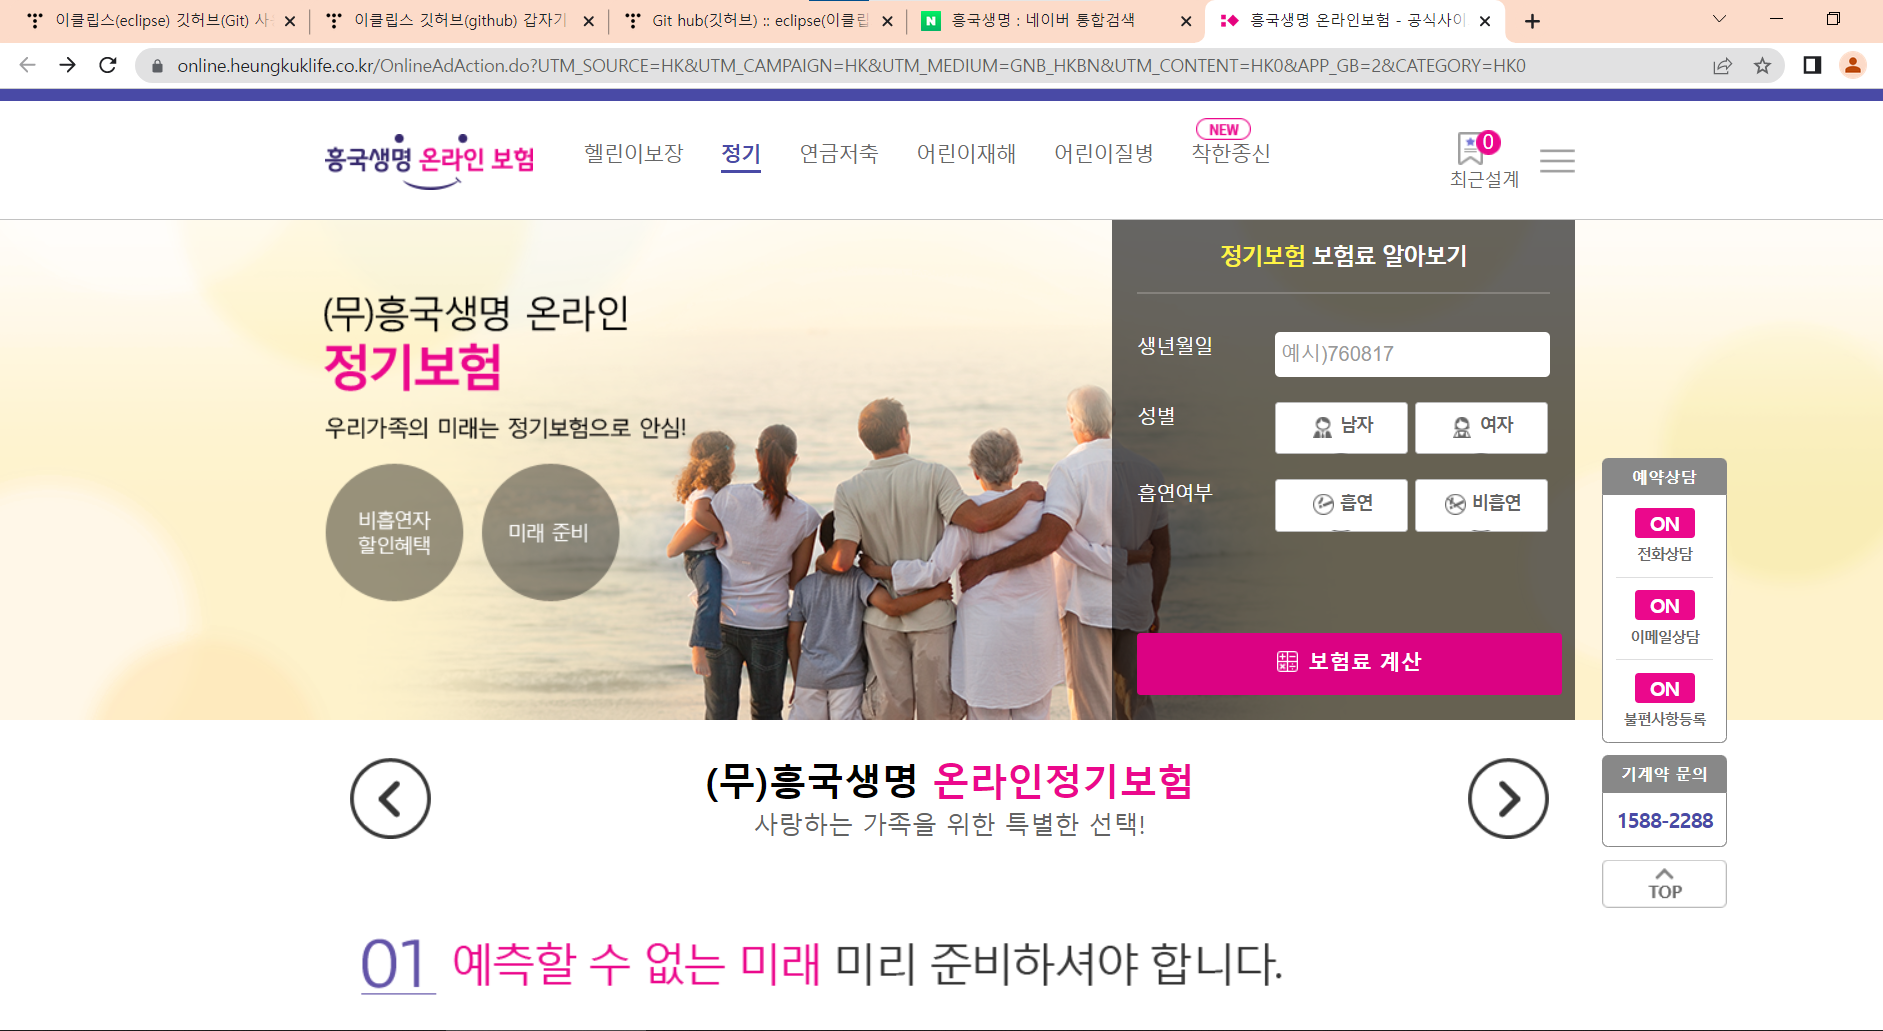 이클립스(eclipse) 깃허브(Git) 사
이클립스 깃허브(github) 갑자기
Git hub(깃허브) :: eclipse(이클립
흥국생명 : 네이버 통합검색
흥국생명 온라인보험 - 공식사이
online.heungkuklife.co.kr/OnlineAdAction.do?UTM_SOURCE=HK&UTM_CAMPAIGN=HK&UTM_MEDIUM=GNB_HKBN&UTM_CONTENT=HK0&APP_GB=2&CATEGORY=HK0
흥국생명 온라인 보험
헬린이보장
정기
연금저축
어린이재해
어린이질병
NEW
착한종신
0
최근설계
(무)흥국생명 온라인
정기보험
우리가족의 미래는 정기보험으로 안심!
비흡연자
할인혜택
미래 준비
정기보험 보험료 알아보기
생년월일
예시)760817
성별
남자
여자
흡연여부
흡연
비흡연
보험료 계산
예약상담
ON
전화상담
ON
이메일상담
ON
불편사항등록
기계약 문의
1588-2288
TOP
(무)흥국생명 온라인정기보험
사랑하는 가족을 위한 특별한 선택!
01 예측할 수 없는 미래 미리 준비하셔야 합니다.